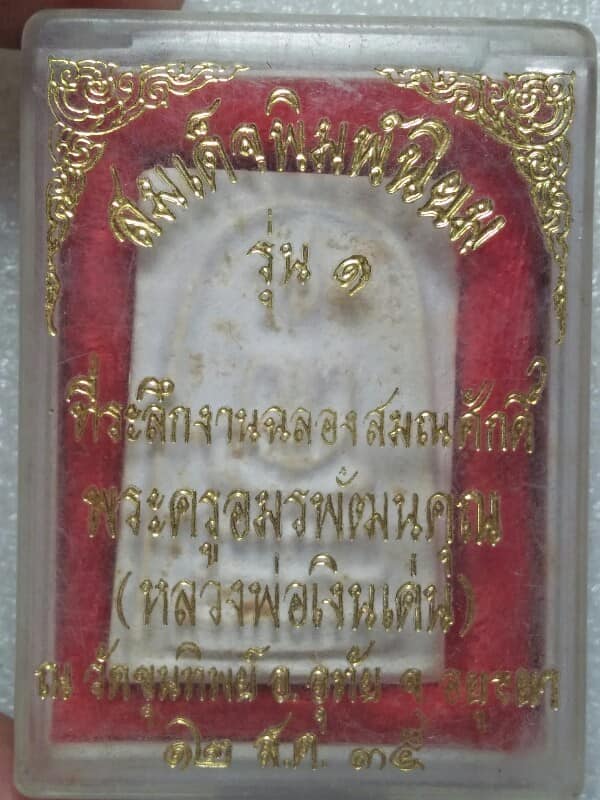 สมเด็จพิมพ์นิยม
รุ่น ๑
ที่ระลึกงานฉลองสมณศักดิ์
พระครูอมรพัฒนคุณ
(หลวงพ่อเงินเด่น)
ณ วัดขุนทิพย์ อ. อุทัย จ. อยุธยา
๑๒ ส.ค. ๓๕